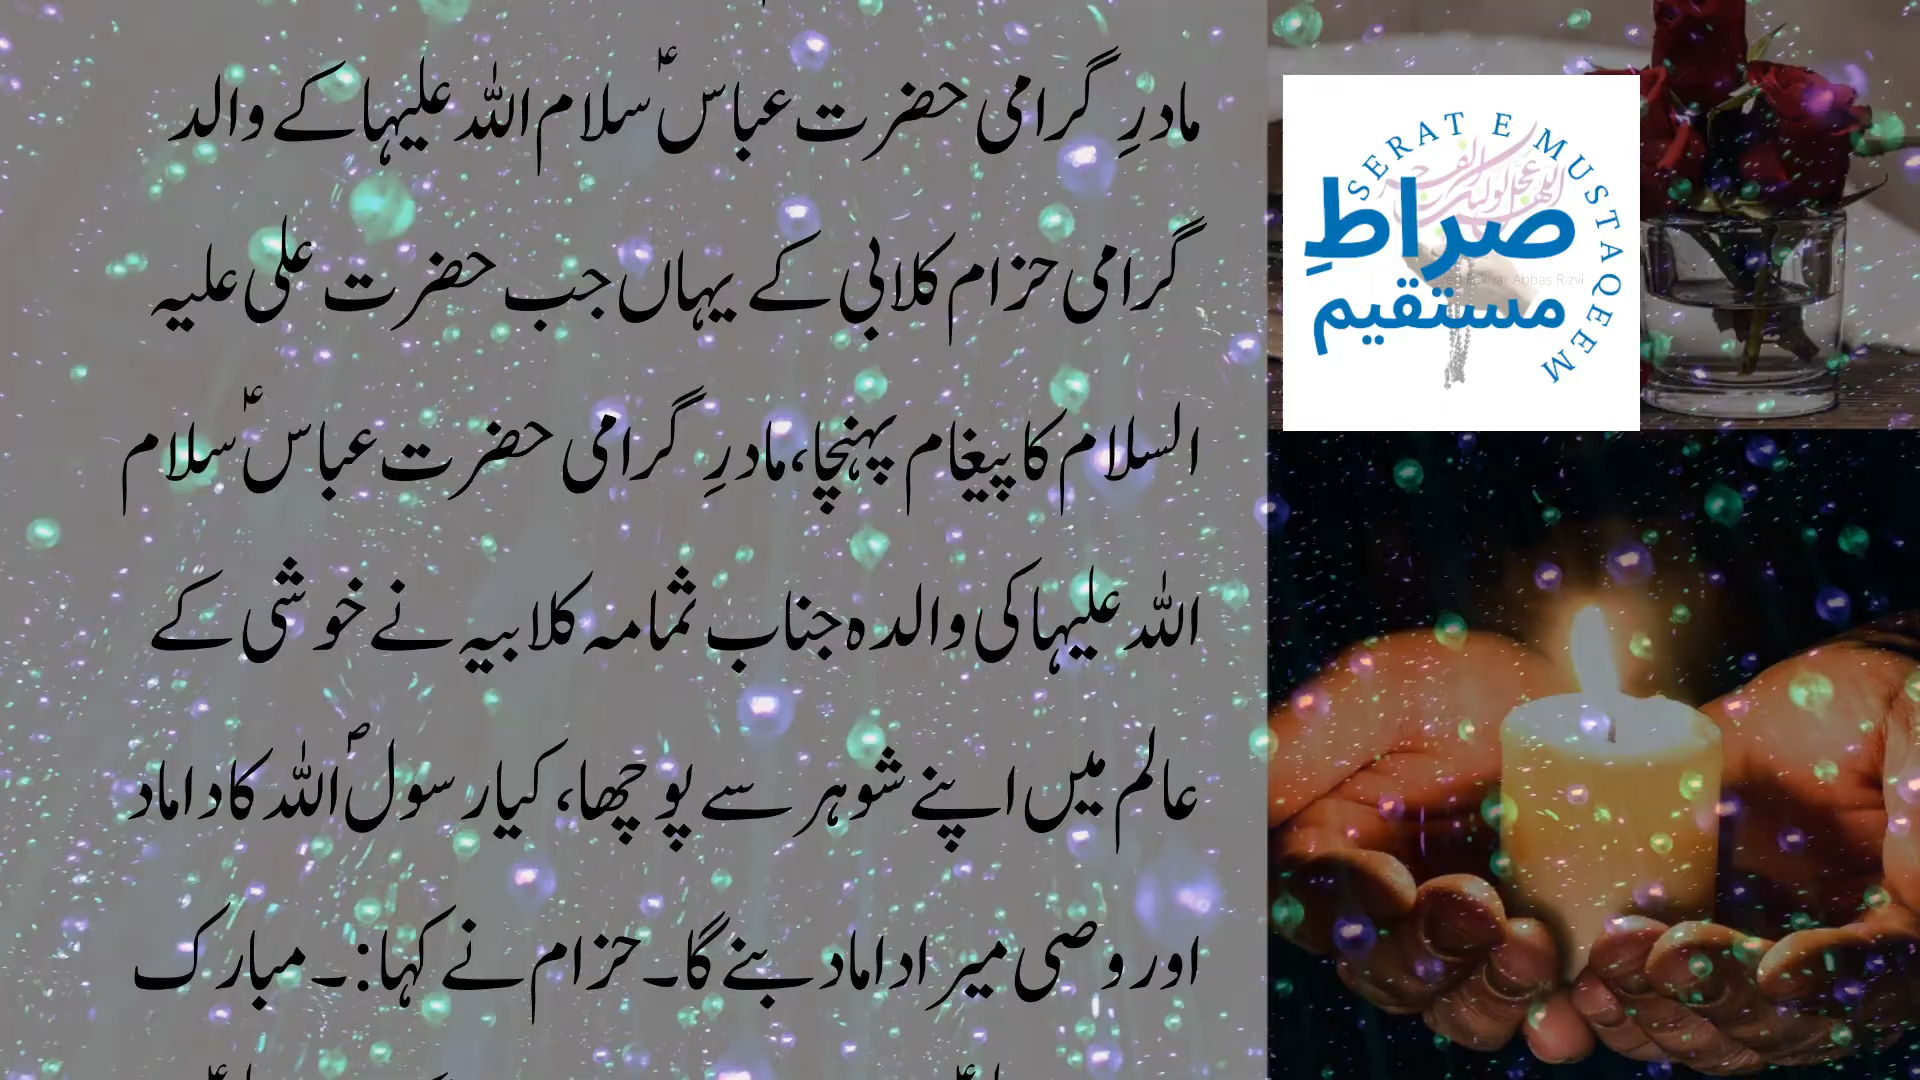 مادرِ گرامی حضرت عباسؑ سلام اللہ علیہا کے والد
گرامی حزام کلابی کے یہاں جب حضرت علی علیہ
السلام کا پیغام پہنچا، مادرِ گرامی حضرت عباسؑ سلام
اللہ علیہا کی والدہ جناب ثمامہ کلابیہ نے خوشی کے
عالم میں اپنے شوہر سے پوچھا، کیا رسولؐ اللہ کا داماد
اور وصی میرا داماد بنے گا۔ حزام نے کہا:۔ مبارک
SERAT E MUSTAQEEM
صراطِ
مستقیم
Abbas Rizvi